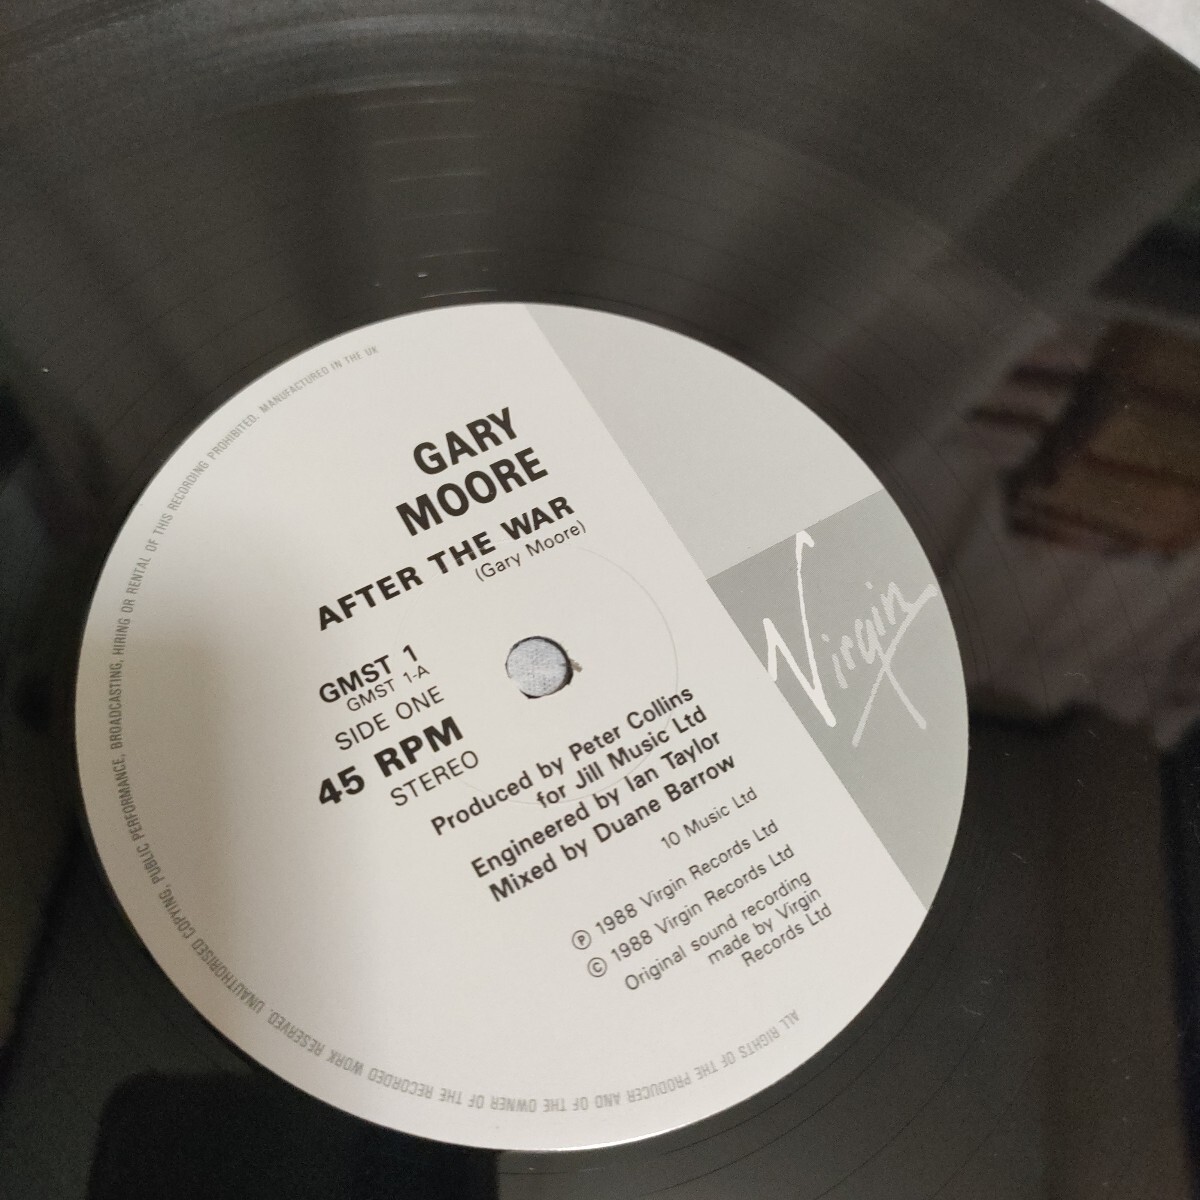 GARY
MOORE
AFTER THE WAR
(Gary Moore)
GMST 1
GMST 1-A
SIDE ONE
45 RPM
STEREO
Virgin
Produced by Peter Collins
for Jill Music Ltd
Engineered by Ian Taylor
Mixed by Duane Barrow
10 Music Ltd
Ⓟ 1988 Virgin Records Ltd
© 1988 Virgin Records Ltd
Original sound recording
made by Virgin
Records Ltd
ALL RIGHTS OF THE PRODUCER AND OF THE OWNER OF THE RECORDED WORK RESERVED. UNAUTHORISED COPYING, PUBLIC PERFORMANCE, BROADCASTING, HIRING OR RENTAL OF THIS RECORDING PROHIBITED. MANUFACTURED IN THE UK